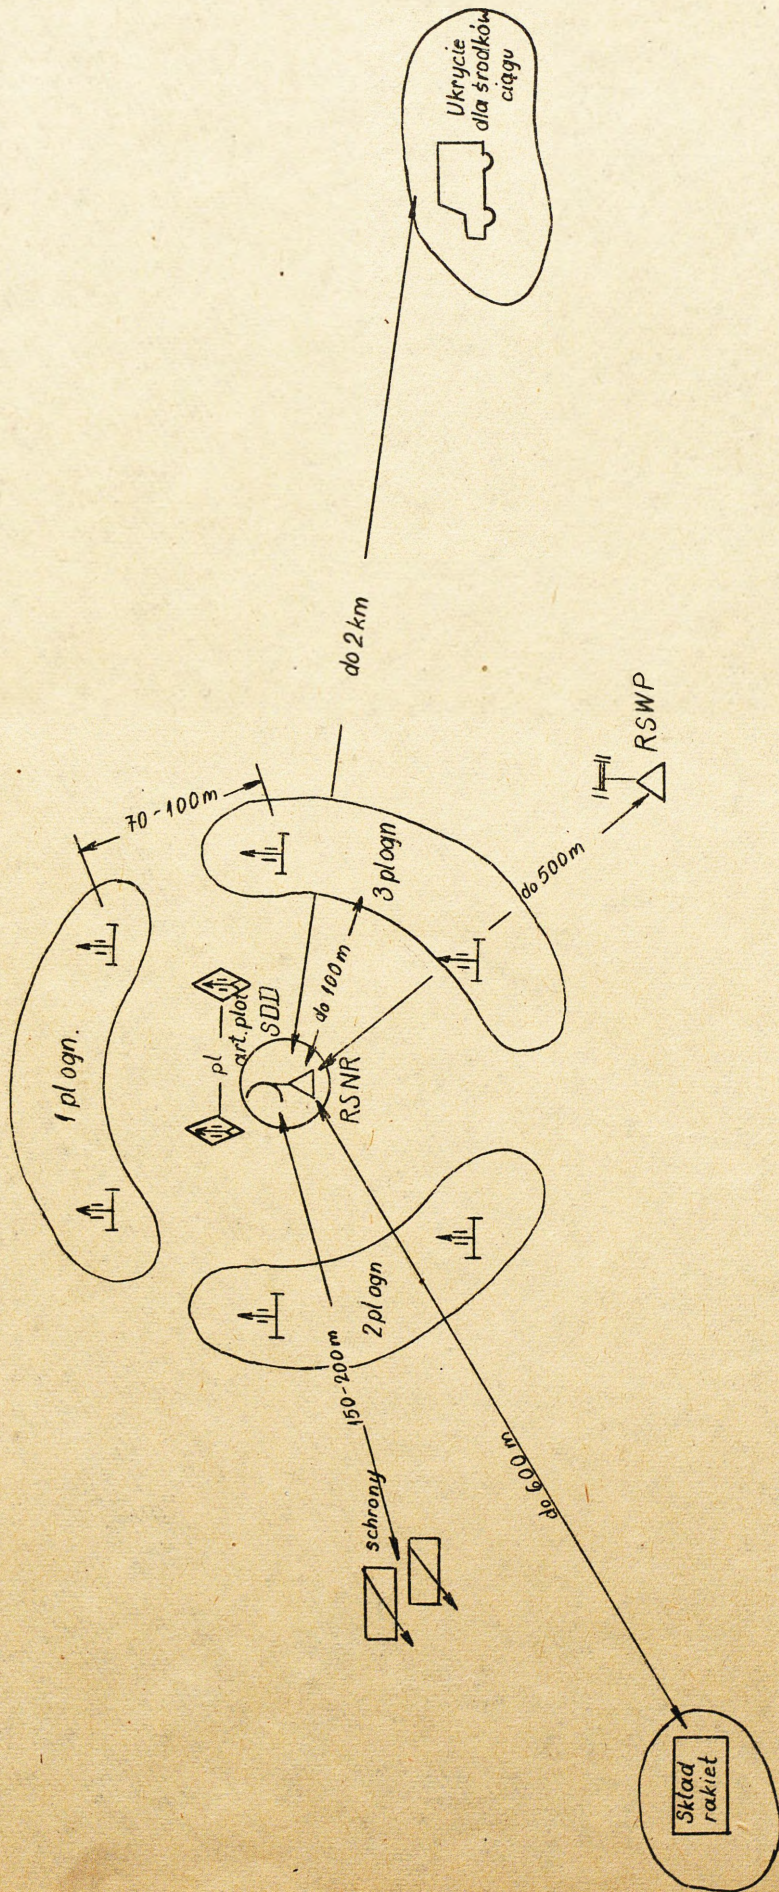 1 pl ogn.
70-100m
Ukrycie
dla środków
ciągu
pl
art.plot
SDD
do 100m
3 pl ogn
do 2 km
RSNR
2 pl ogn
150-200m
schrony
do 500m
RSWP
do 600 m
Skład
rakiet